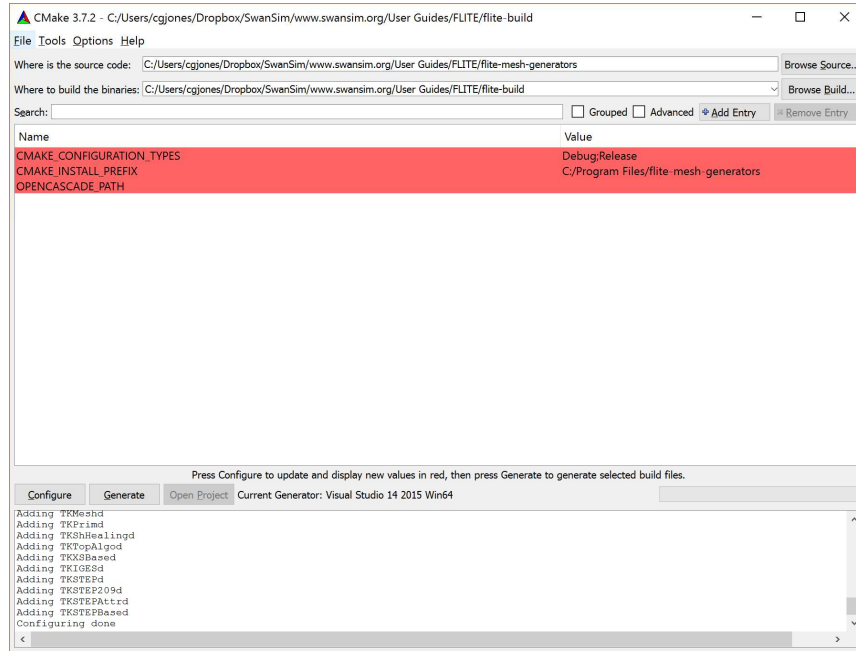 CMake 3.7.2 - C:/Users/cgjones/Dropbox/SwanSim/www.swansim.org/User Guides/FLITE/flite-build
File Tools Options Help
Where is the source code: C:/Users/cgjones/Dropbox/SwanSim/www.swansim.org/User Guides/FLITE/flite-mesh-generators Browse Source...
Where to build the binaries: C:/Users/cgjones/Dropbox/SwanSim/www.swansim.org/User Guides/FLITE/flite-build Browse Build...
Search: Grouped Advanced Add Entry Remove Entry
Name Value
CMAKE_CONFIGURATION_TYPES Debug;Release
CMAKE_INSTALL_PREFIX C:/Program Files/flite-mesh-generators
OPENCASCADE_PATH
Press Configure to update and display new values in red, then press Generate to generate selected build files.
Configure Generate Open Project Current Generator: Visual Studio 14 2015 Win64
Adding TKMeshd
Adding TKPrimd
Adding TKShHealingd
Adding TKTopAlgod
Adding TKXSBased
Adding TKIGESd
Adding TKSTEPd
Adding TKSTEP209d
Adding TKSTEPAttrd
Adding TKSTEPBased
Configuring done